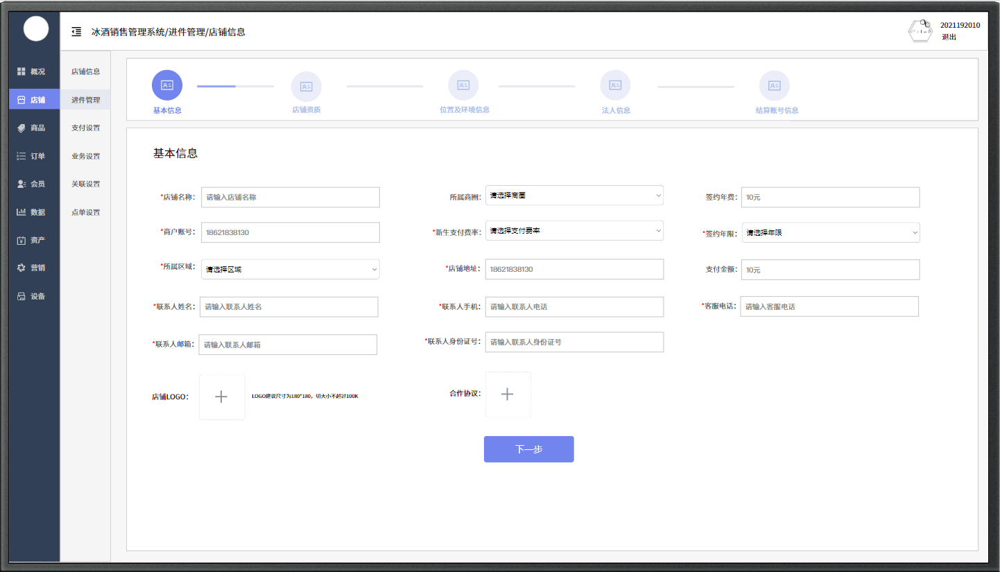 冰酒销售管理系统/进件管理/店铺信息
2021192010
退出
概况
店铺
商品
订单
会员
数据
资产
营销
设备
店铺信息
进件管理
支付设置
业务设置
关联设置
点单设置
基本信息
店铺资质
位置及环境信息
法人信息
结算账号信息
基本信息
*店铺名称： 请输入店铺名称
所属商圈： 请选择商圈
签约年费： 10元
*商户账号： 18621838130
*新生支付费率： 请选择支付费率
*签约年限： 请选择年限
*所属区域： 请选择区域
*店铺地址： 18621838130
支付金额： 10元
*联系人姓名： 请输入联系人姓名
*联系人手机： 请输入联系人电话
*客服电话： 请输入客服电话
*联系人邮箱： 请输入联系人邮箱
*联系人身份证号： 请输入联系人身份证号
店铺LOGO： LOGO建议尺寸为180*180，切大小不超过100K
合作协议：
下一步